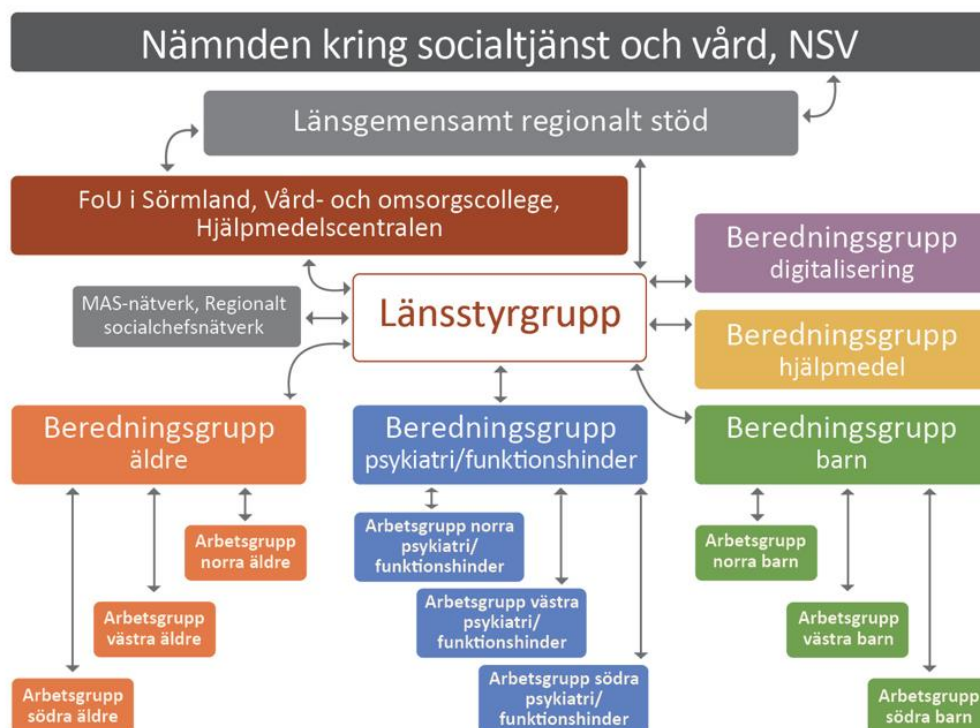 Nämnden kring socialtjänst och vård, NSV
Länsgemensamt regionalt stöd
FoU i Sörmland, Vård- och omsorgscollege,
Hjälpmedelscentralen
Beredningsgrupp
digitalisering
MAS-nätverk, Regionalt
socialchefsnätverk
Länsstyrgrupp
Beredningsgrupp
hjälpmedel
Beredningsgrupp
äldre
Beredningsgrupp
psykiatri/funktionshinder
Beredningsgrupp
barn
Arbetsgrupp
norra äldre
Arbetsgrupp
västra äldre
Arbetsgrupp
södra äldre
Arbetsgrupp norra
psykiatri/
funktionshinder
Arbetsgrupp västra
psykiatri/
funktionshinder
Arbetsgrupp södra
psykiatri/
funktionshinder
Arbetsgrupp
norra barn
Arbetsgrupp
västra barn
Arbetsgrupp
södra barn